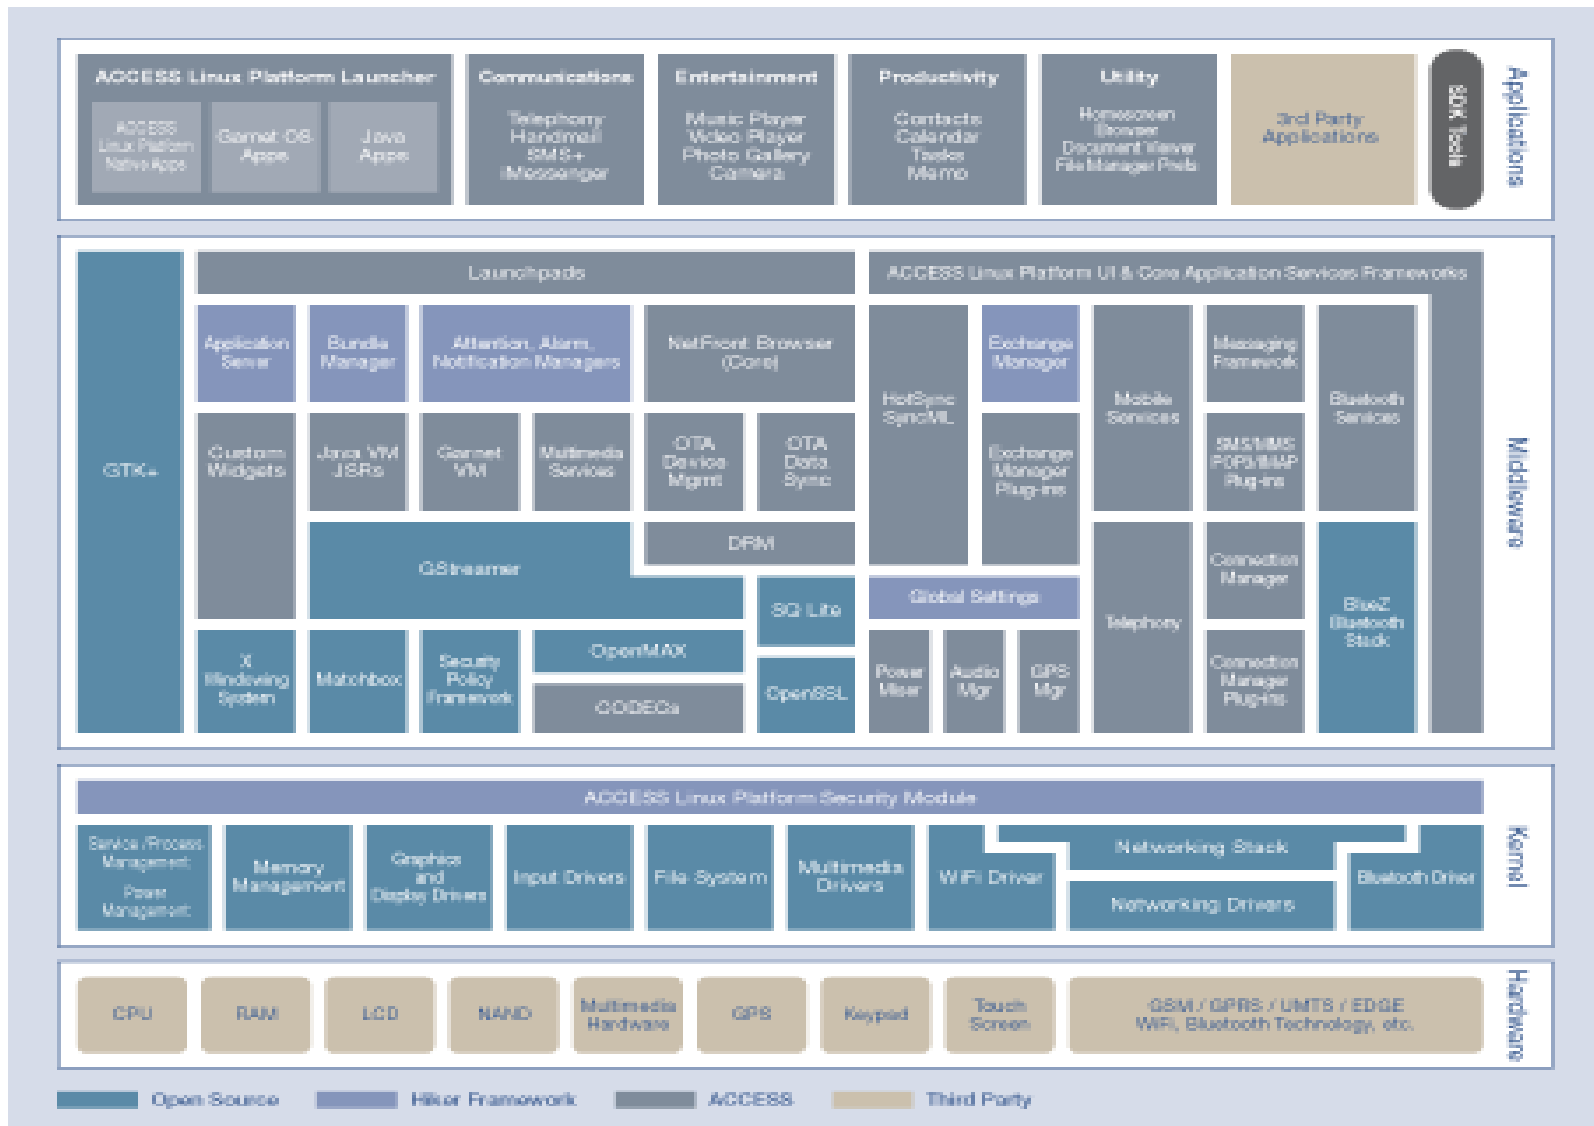 ACCESS Linux Platform Launcher
ACCESS
Linux Platform
Native Apps
Garnet OS
Apps
Java
Apps
Communications
Telephony
Handmail
SMS+
iMessenger
Entertainment
Music Player
Video Player
Photo Gallery
Camera
Productivity
Contacts
Calendar
Tasks
Memo
Utility
Homescreen
Browser
Document Viewer
File Manager Prefs
3rd Party
Applications
SDK Tools
Applications
GTK+
Launchpads
ACCESS Linux Platform UI & Core Application Services Frameworks
Application
Server
Bundle
Manager
Attention, Alarm,
Notification Managers
NetFront Browser
(Core)
HotSync
SyncML
Exchange
Manager
Mobile
Services
Messaging
Framework
Bluetooth
Services
Custom
Widgets
Java VM
JSRs
Garnet
VM
Multimedia
Services
OTA
Device
Mgmt
OTA
Data
Sync
Exchange
Manager
Plug-ins
SMS/MMS
POP3/IMAP
Plug-ins
GStreamer
DRM
Global Settings
Telephony
Connection
Manager
BlueZ
Bluetooth
Stack
SQ Lite
X
Windowing
System
Matchbox
Security
Policy
Framework
OpenMAX
CODECs
OpenSSL
Power
Miser
Audio
Mgr
GPS
Mgr
Connection
Manager
Plug-ins
Middleware
ACCESS Linux Platform Security Module
Service / Process
Management
Power
Management
Memory
Management
Graphics
and
Display Drivers
Input Drivers
File System
Multimedia
Drivers
WiFi Driver
Networking Stack
Networking Drivers
Bluetooth Driver
Kernal
CPU
RAM
LCD
NAND
Multimedia
Hardware
GPS
Keypad
Touch
Screen
GSM / GPRS / UMTS / EDGE
WiFi, Bluetooth Technology, etc.
Hardware
Open Source
Hiker Framework
ACCESS
Third Party